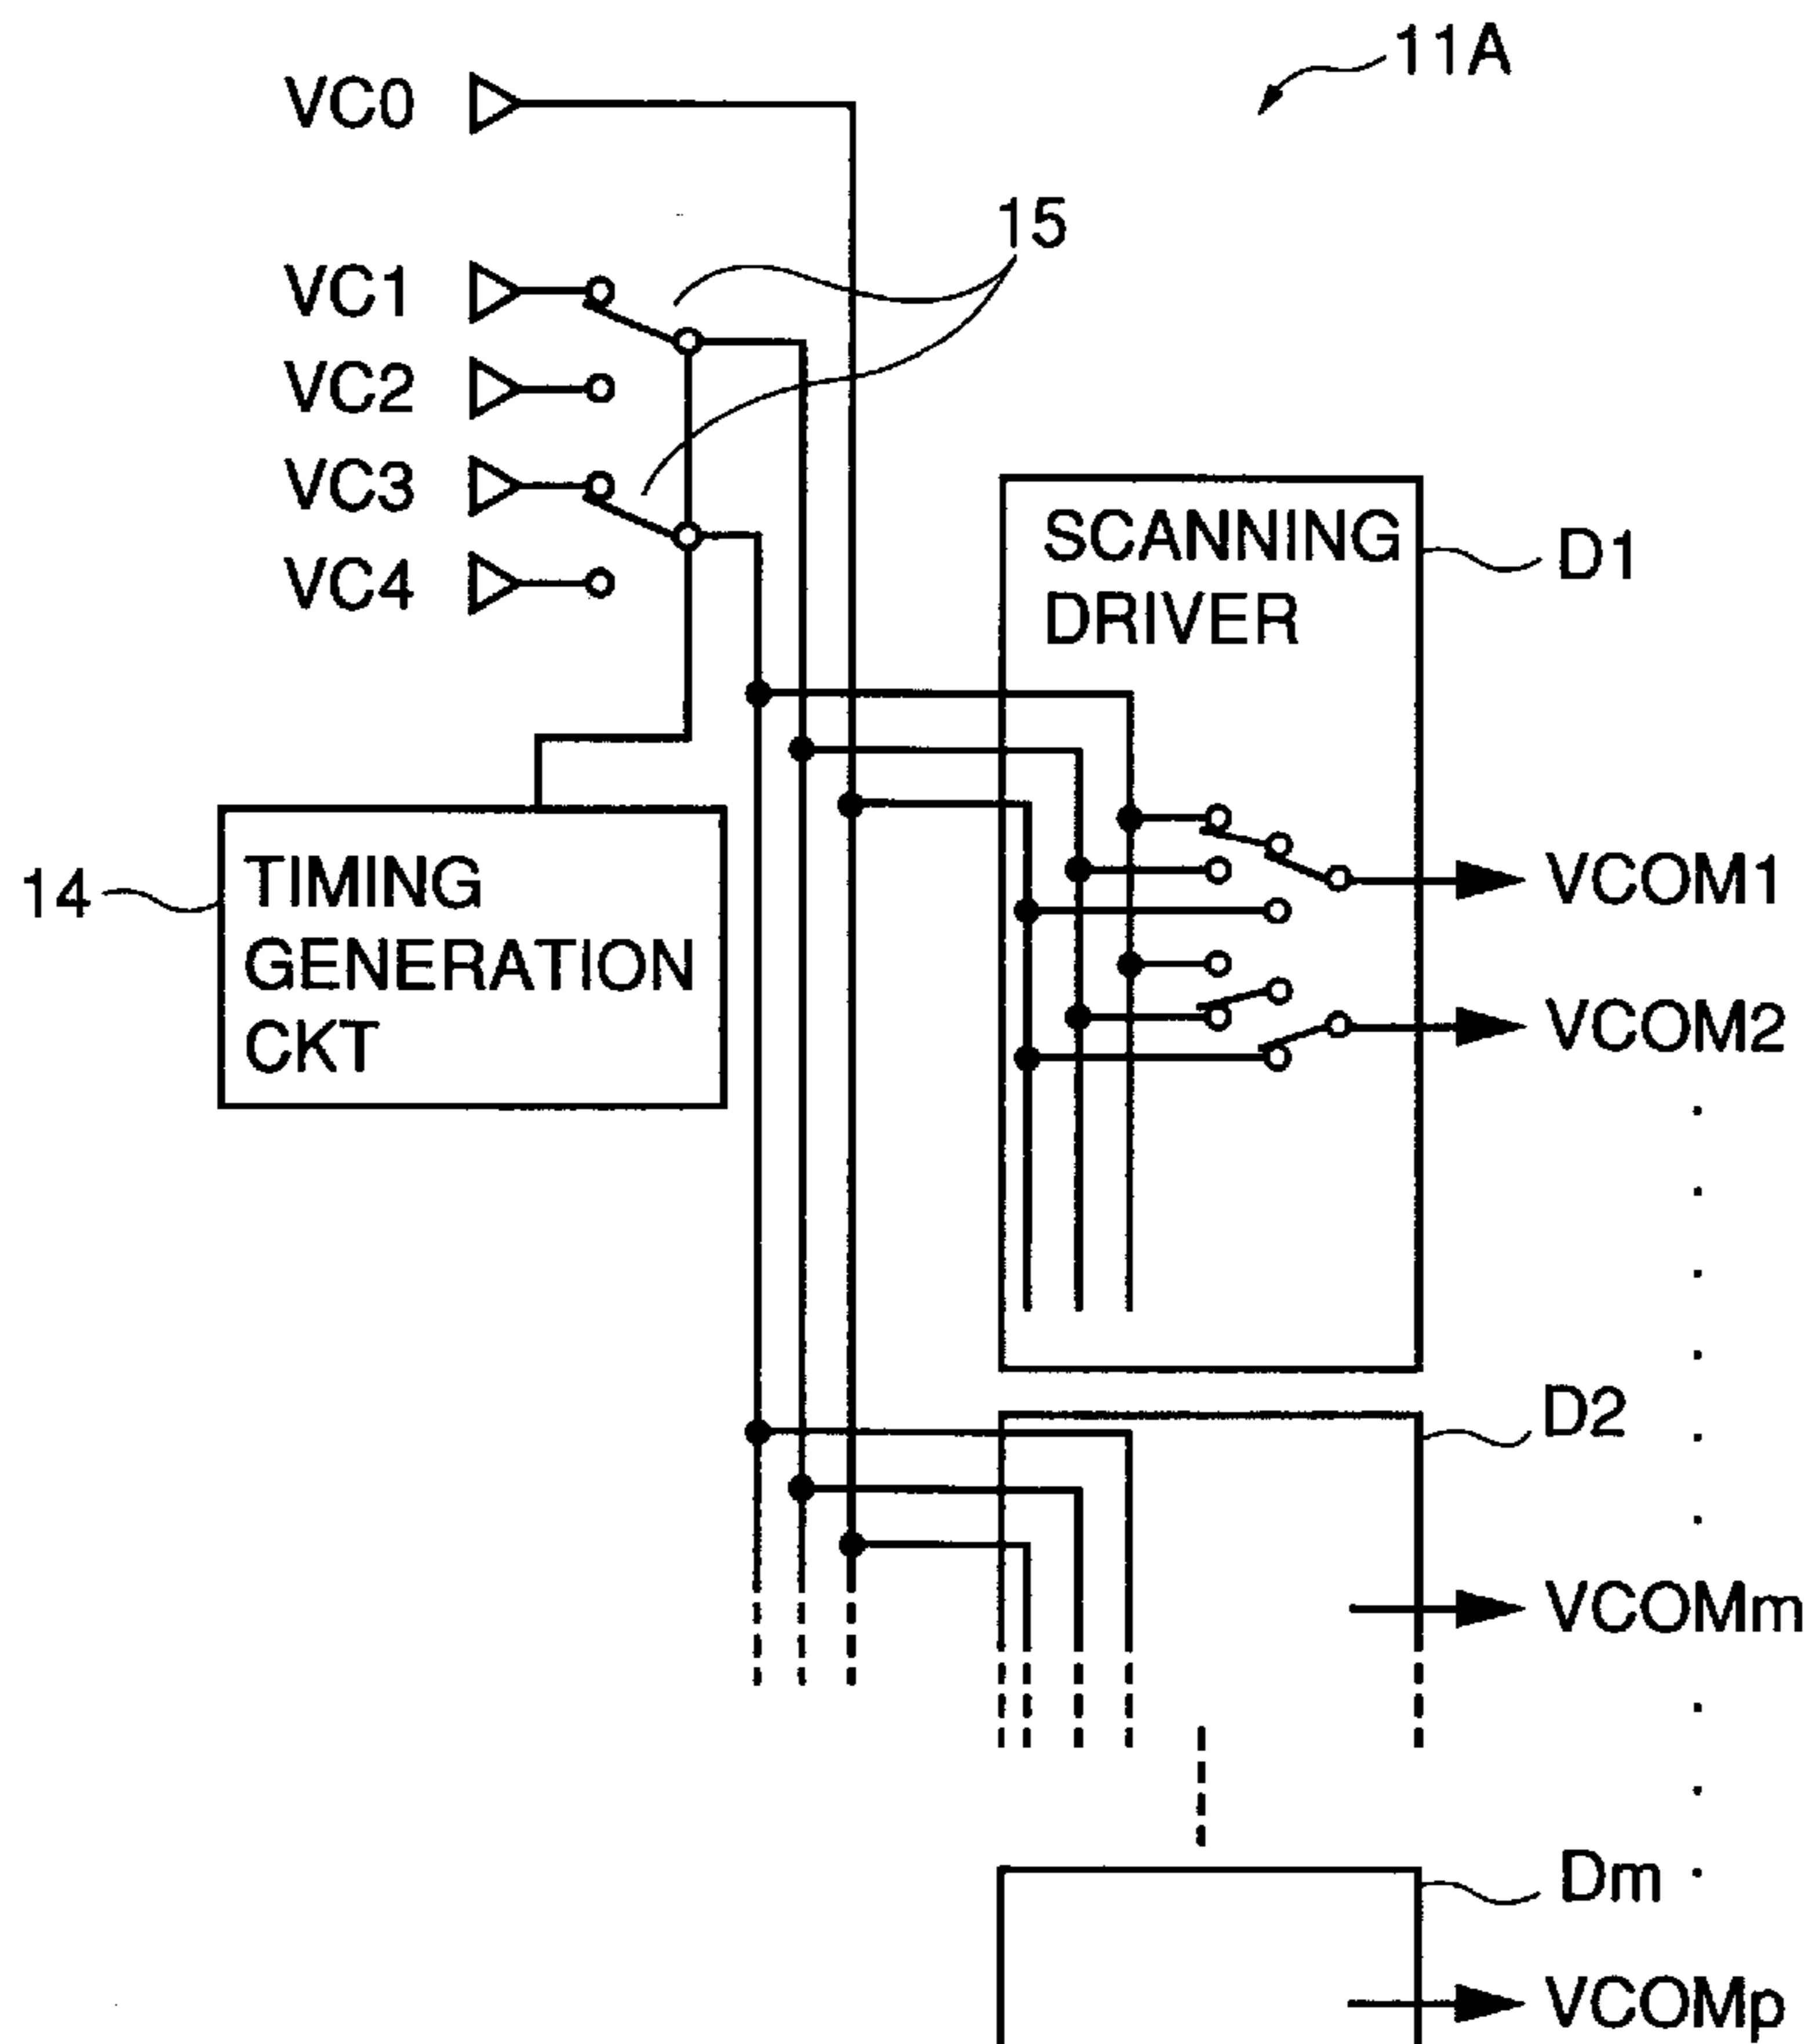 11A
VC0
15
VC1
VC2
VC3
VC4
SCANNING
DRIVER
D1
14
TIMING
GENERATION
CKT
VCOM1
VCOM2
D2
VCOMm
Dm
VCOMp